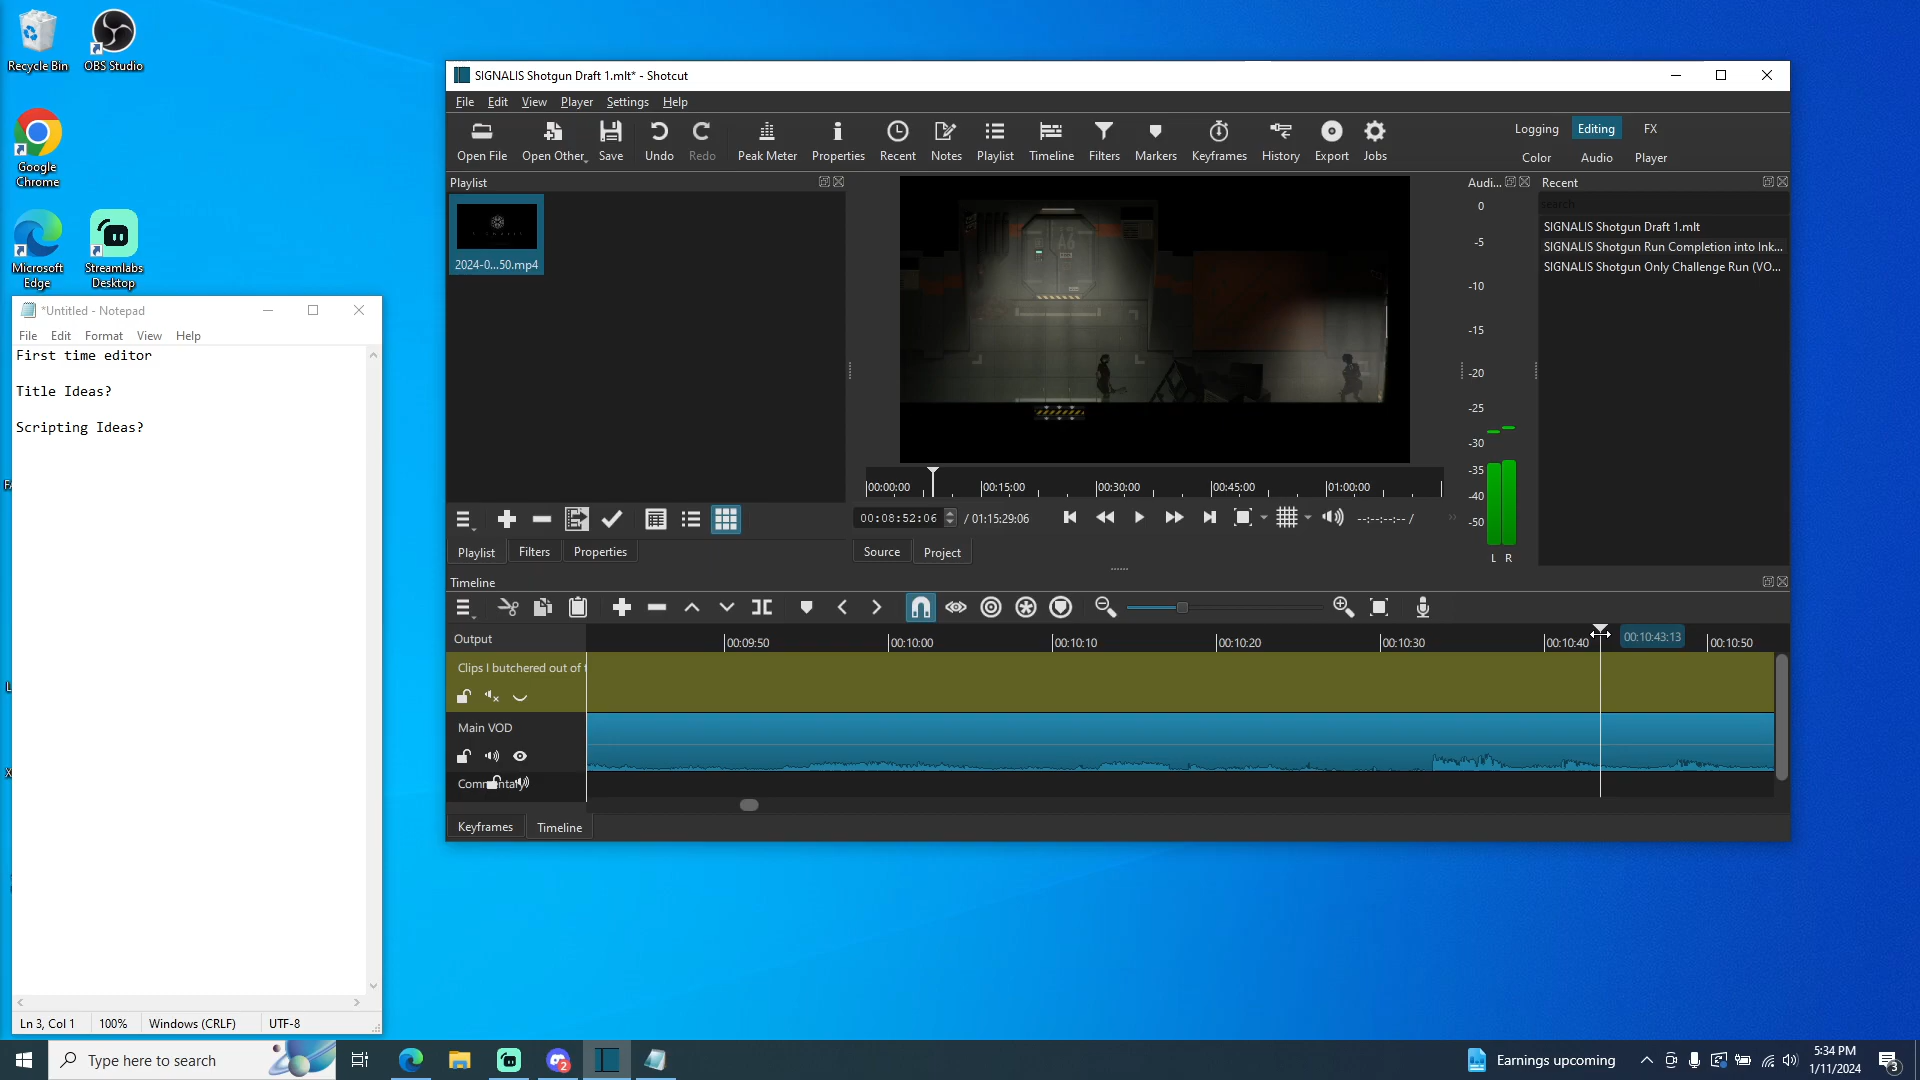 Recycle Bin
OBS Studio
Google
Chrome
Microsoft
Edge
Streamlabs
Desktop
*Untitled - Notepad
File Edit Format View Help
First time editor
Title Ideas?
Scripting Ideas?
Ln 3, Col 1 100% Windows (CRLF) UTF-8
SIGNALIS Shotgun Draft 1.mlt* - Shotcut
File Edit View Player Settings Help
Open File Open Other Save Undo Redo Peak Meter Properties Recent Notes Playlist Timeline Filters Markers Keyframes History Export Jobs
Logging Editing FX
Color Audio Player
Playlist
2024-0...50.mp4
Playlist Filters Properties
A6
00:00:00 00:15:00 00:30:00 00:45:00 01:00:00
00:08:52:06 / 01:15:29:06 --:--:--:-- /
Source Project
Audi...
0
-5
-10
-15
-20
-25
-30
-35
-40
-50
L R
Recent
search
SIGNALIS Shotgun Draft 1.mlt
SIGNALIS Shotgun Run Completion into Ink...
SIGNALIS Shotgun Only Challenge Run (VO...
Timeline
Output
00:09:50 00:10:00 00:10:10 00:10:20 00:10:30 00:10:40 00:10:43:13 00:10:50
Clips I butchered out of t
Main VOD
Commentary
Keyframes Timeline
Type here to search
2
Earnings upcoming
5:34 PM
1/11/2024
3